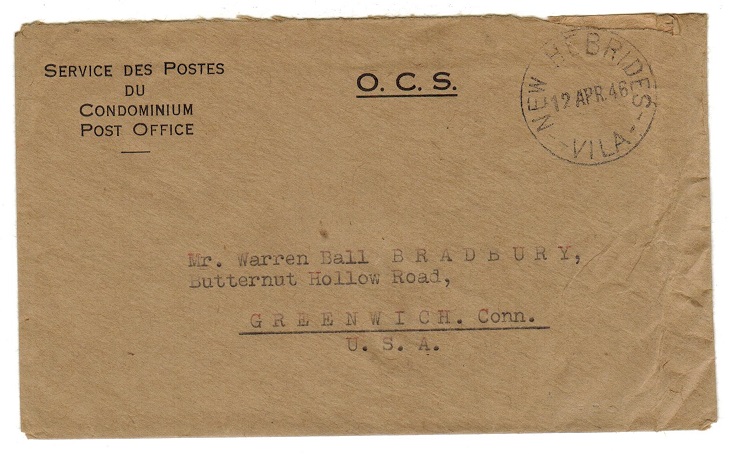 SERVICE DES POSTES
DU
CONDOMINIUM
POST OFFICE
O. C. S.
NEW HEBRIDES
12 APR. 46
VILA
Mr. Warren Ball B R A D B U R Y,
Butternut Hollow Road,
G R E E N W I C H. Conn.
U. S. A.